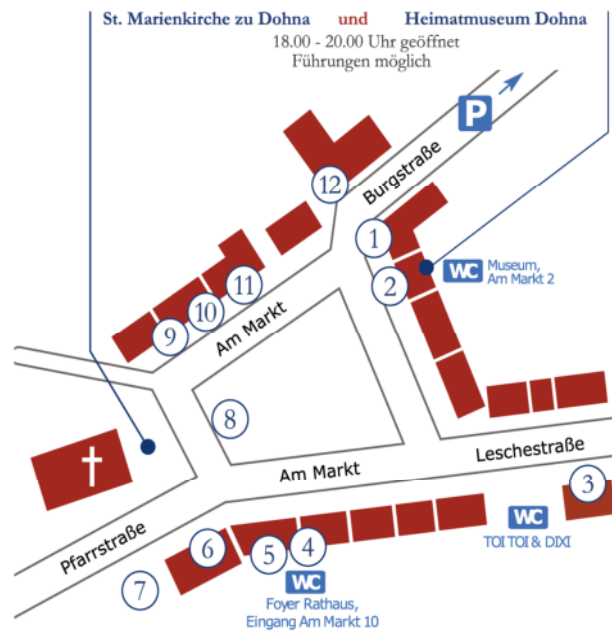 St. Marienkirche zu Dohna und Heimatmuseum Dohna
18.00 - 20.00 Uhr geöffnet
Führungen möglich
P
Burgstraße
12
1
WC Museum,
Am Markt 2
2
11
10
9
Am Markt
8
Am Markt
Leschestraße
3
Pfarrstraße
6
5
4
WC
TOI TOI & DIXI
7
WC
Foyer Rathaus,
Eingang Am Markt 10